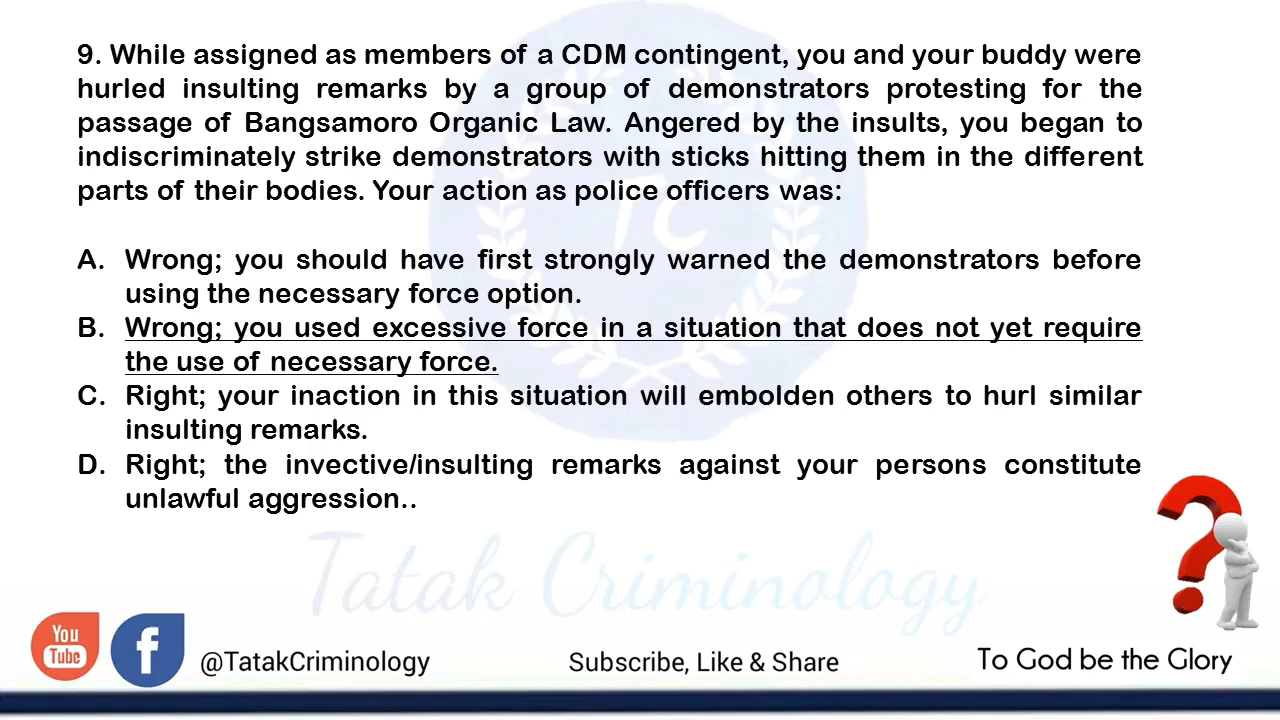 9. While assigned as members of a CDM contingent, you and your buddy were
hurled insulting remarks by a group of demonstrators protesting for the
passage of Bangsamoro Organic Law. Angered by the insults, you began to
indiscriminately strike demonstrators with sticks hitting them in the different
parts of their bodies. Your action as police officers was:
A. Wrong; you should have first strongly warned the demonstrators before
using the necessary force option.
B. Wrong; you used excessive force in a situation that does not yet require
the use of necessary force.
C. Right; your inaction in this situation will embolden others to hurl similar
insulting remarks.
D. Right; the invective/insulting remarks against your persons constitute
unlawful aggression..
TC
Tatak Criminology
You
Tube
f
@TatakCriminology
Subscribe, Like & Share
To God be the Glory